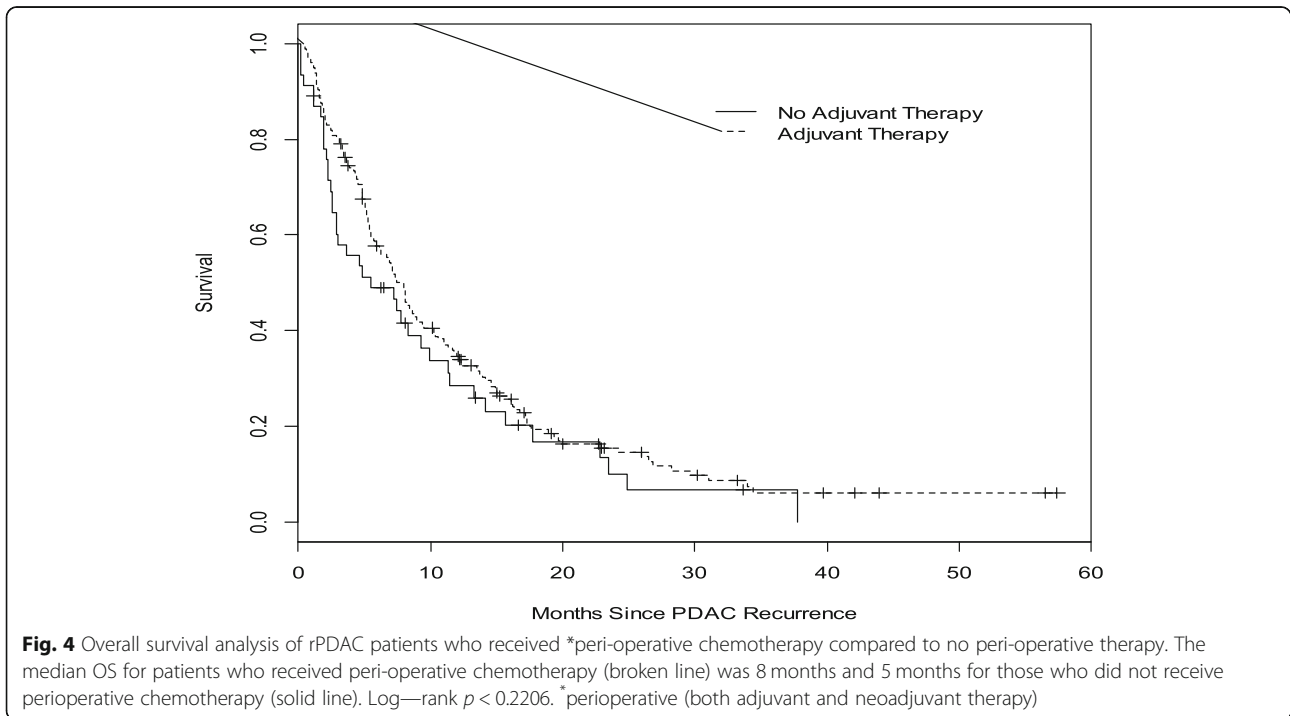 1.0
0.8
0.6
0.4
0.2
0.0
Survival
No Adjuvant Therapy
Adjuvant Therapy
0 10 20 30 40 50 60
Months Since PDAC Recurrence
Fig. 4 Overall survival analysis of rPDAC patients who received *peri-operative chemotherapy compared to no peri-operative therapy. The
median OS for patients who received peri-operative chemotherapy (broken line) was 8 months and 5 months for those who did not receive
perioperative chemotherapy (solid line). Log—rank p < 0.2206. *perioperative (both adjuvant and neoadjuvant therapy)